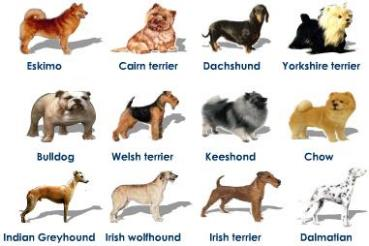 Eskimo Cairn terrier Dachshund Yorkshire terrier
Bulldog Welsh terrier Keeshond Chow
Indian Greyhound Irish wolfhound Irish terrier Dalmatian